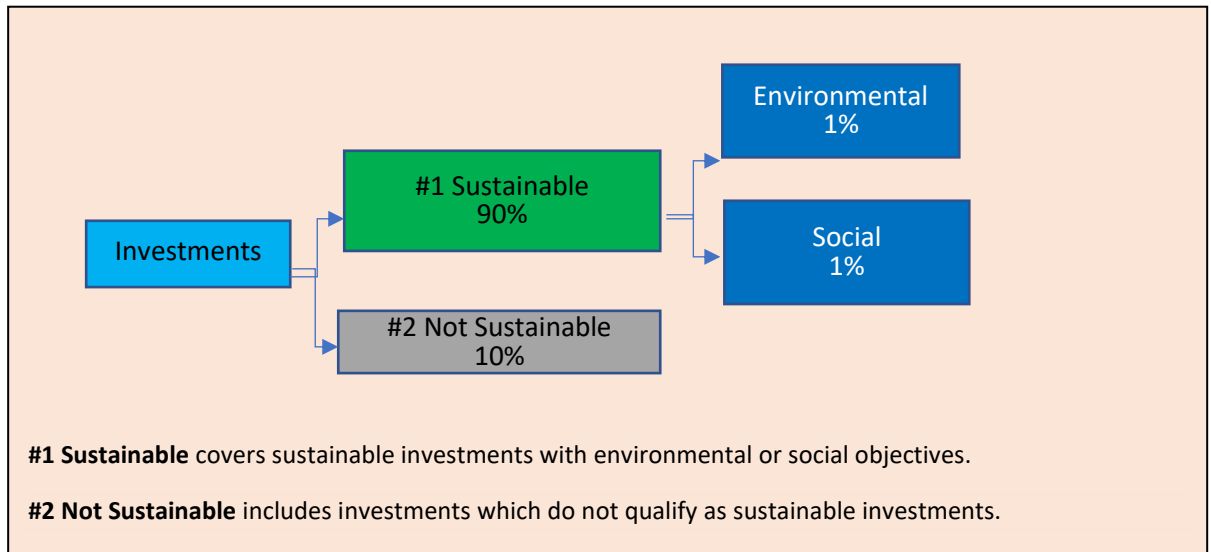 Environmental
1%
#1 Sustainable
90%
Social
1%
Investments
#2 Not Sustainable
10%
#1 Sustainable covers sustainable investments with environmental or social objectives.
#2 Not Sustainable includes investments which do not qualify as sustainable investments.